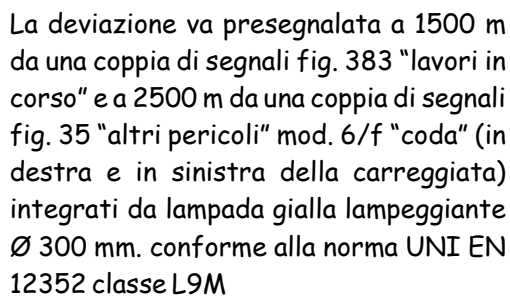 La deviazione va presegnalata a 1500 m
da una coppia di segnali fig. 383 “lavori in
corso” e a 2500 m da una coppia di segnali
fig. 35 “altri pericoli” mod. 6/f “coda” (in
destra e in sinistra della carreggiata)
integrati da lampada gialla lampeggiante
Ø 300 mm. conforme alla norma UNI EN
12352 classe L9M